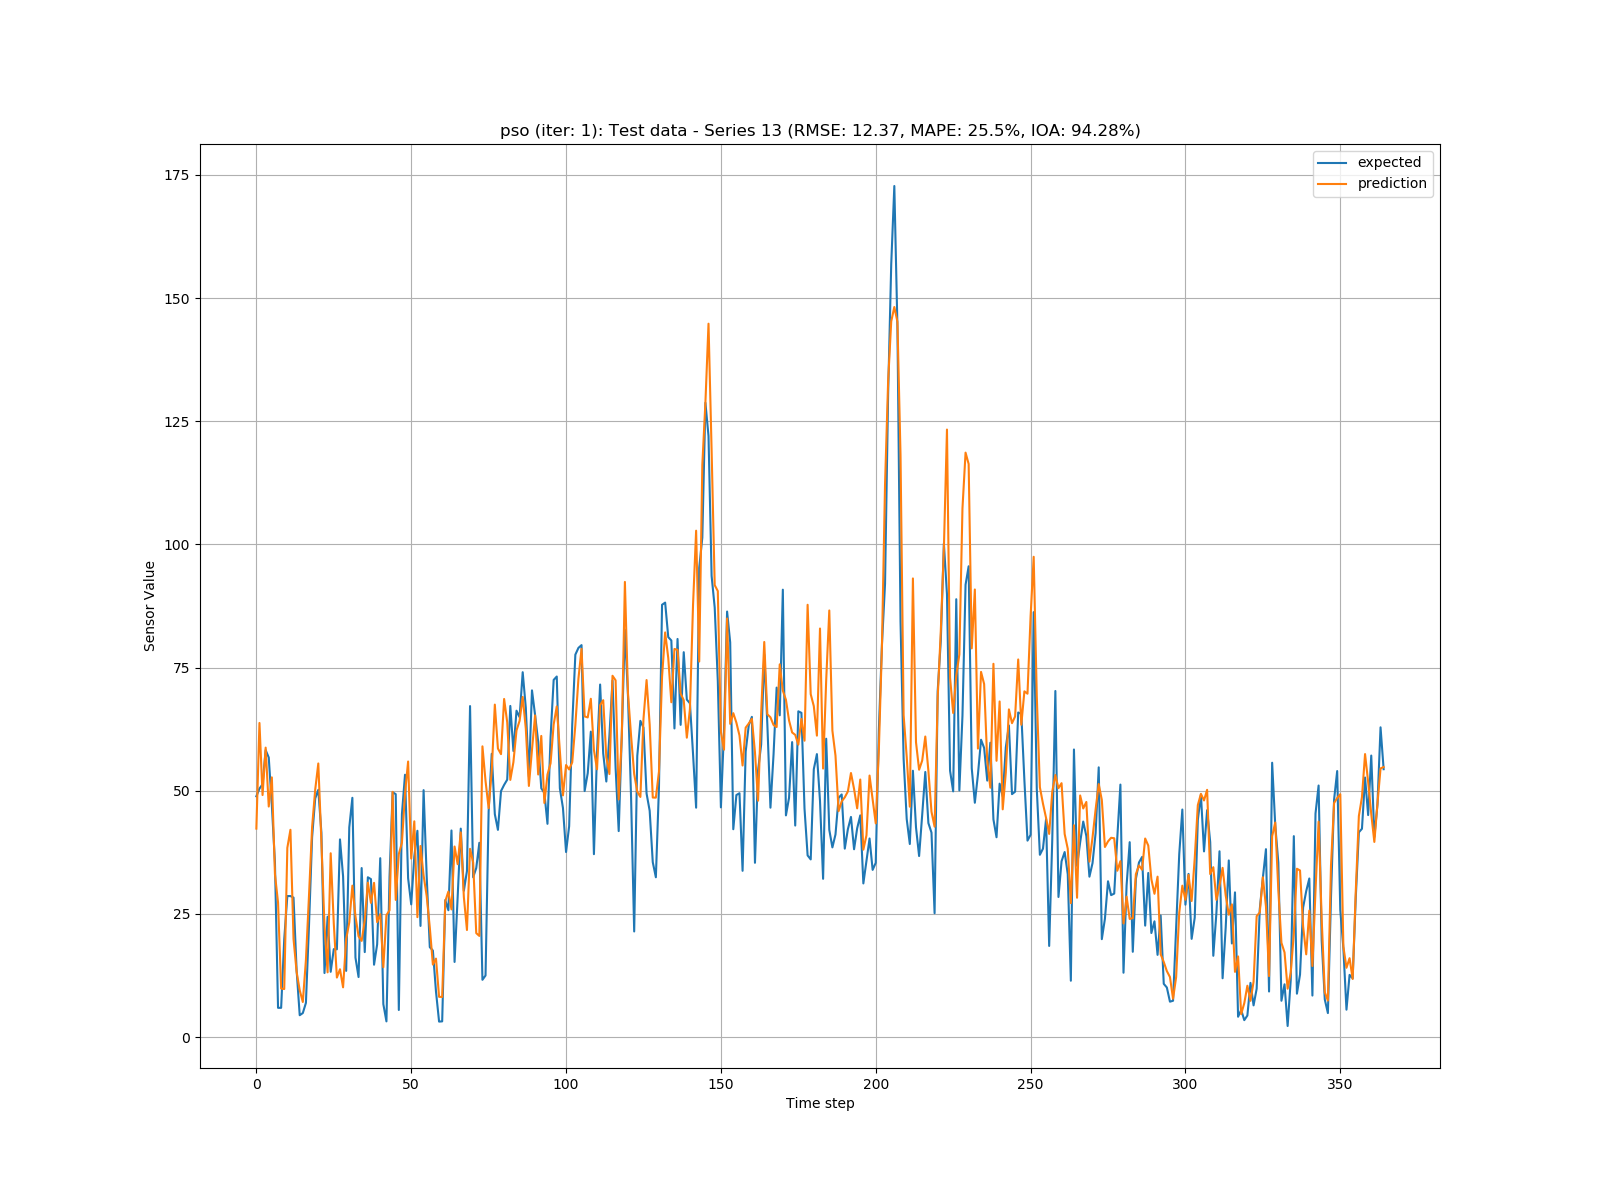 pso (iter: 1): Test data - Series 13 (RMSE: 12.37, MAPE: 25.5%, IOA: 94.28%)
expected
prediction
175
150
125
100
75
50
25
0
Sensor Value
0 50 100 150 200 250 300 350
Time step